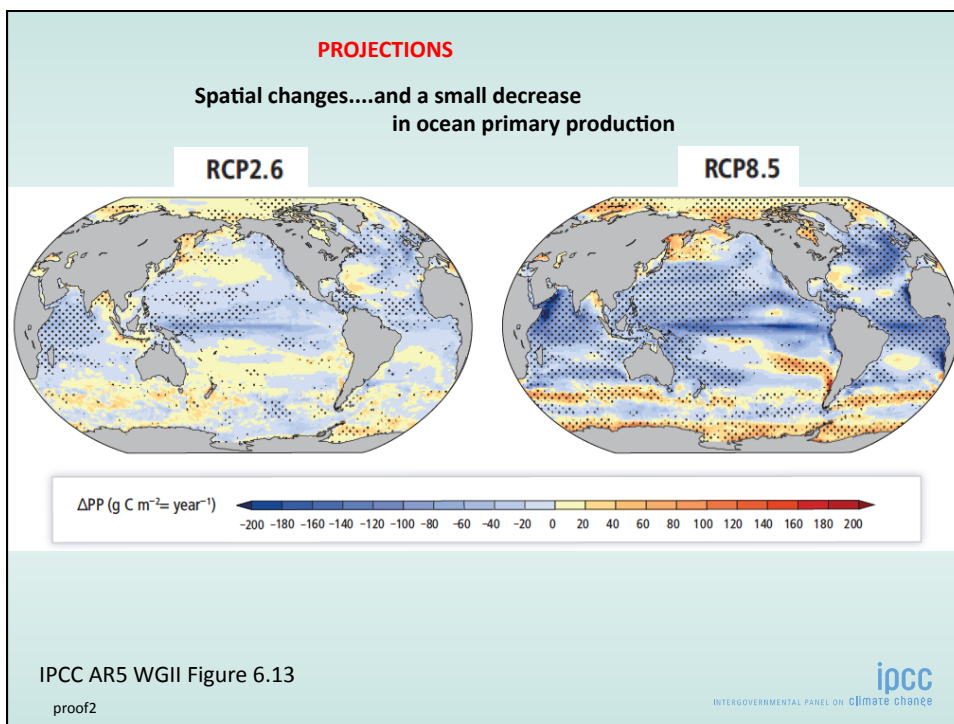 PROJECTIONS
Spatial changes....and a small decrease
in ocean primary production
RCP2.6
RCP8.5
ΔPP (g C m⁻²= year⁻¹)
−200 −180 −160 −140 −120 −100 −80 −60 −40 −20 0 20 40 60 80 100 120 140 160 180 200
IPCC AR5 WGII Figure 6.13
proof2
ipcc
INTERGOVERNMENTAL PANEL ON climate change